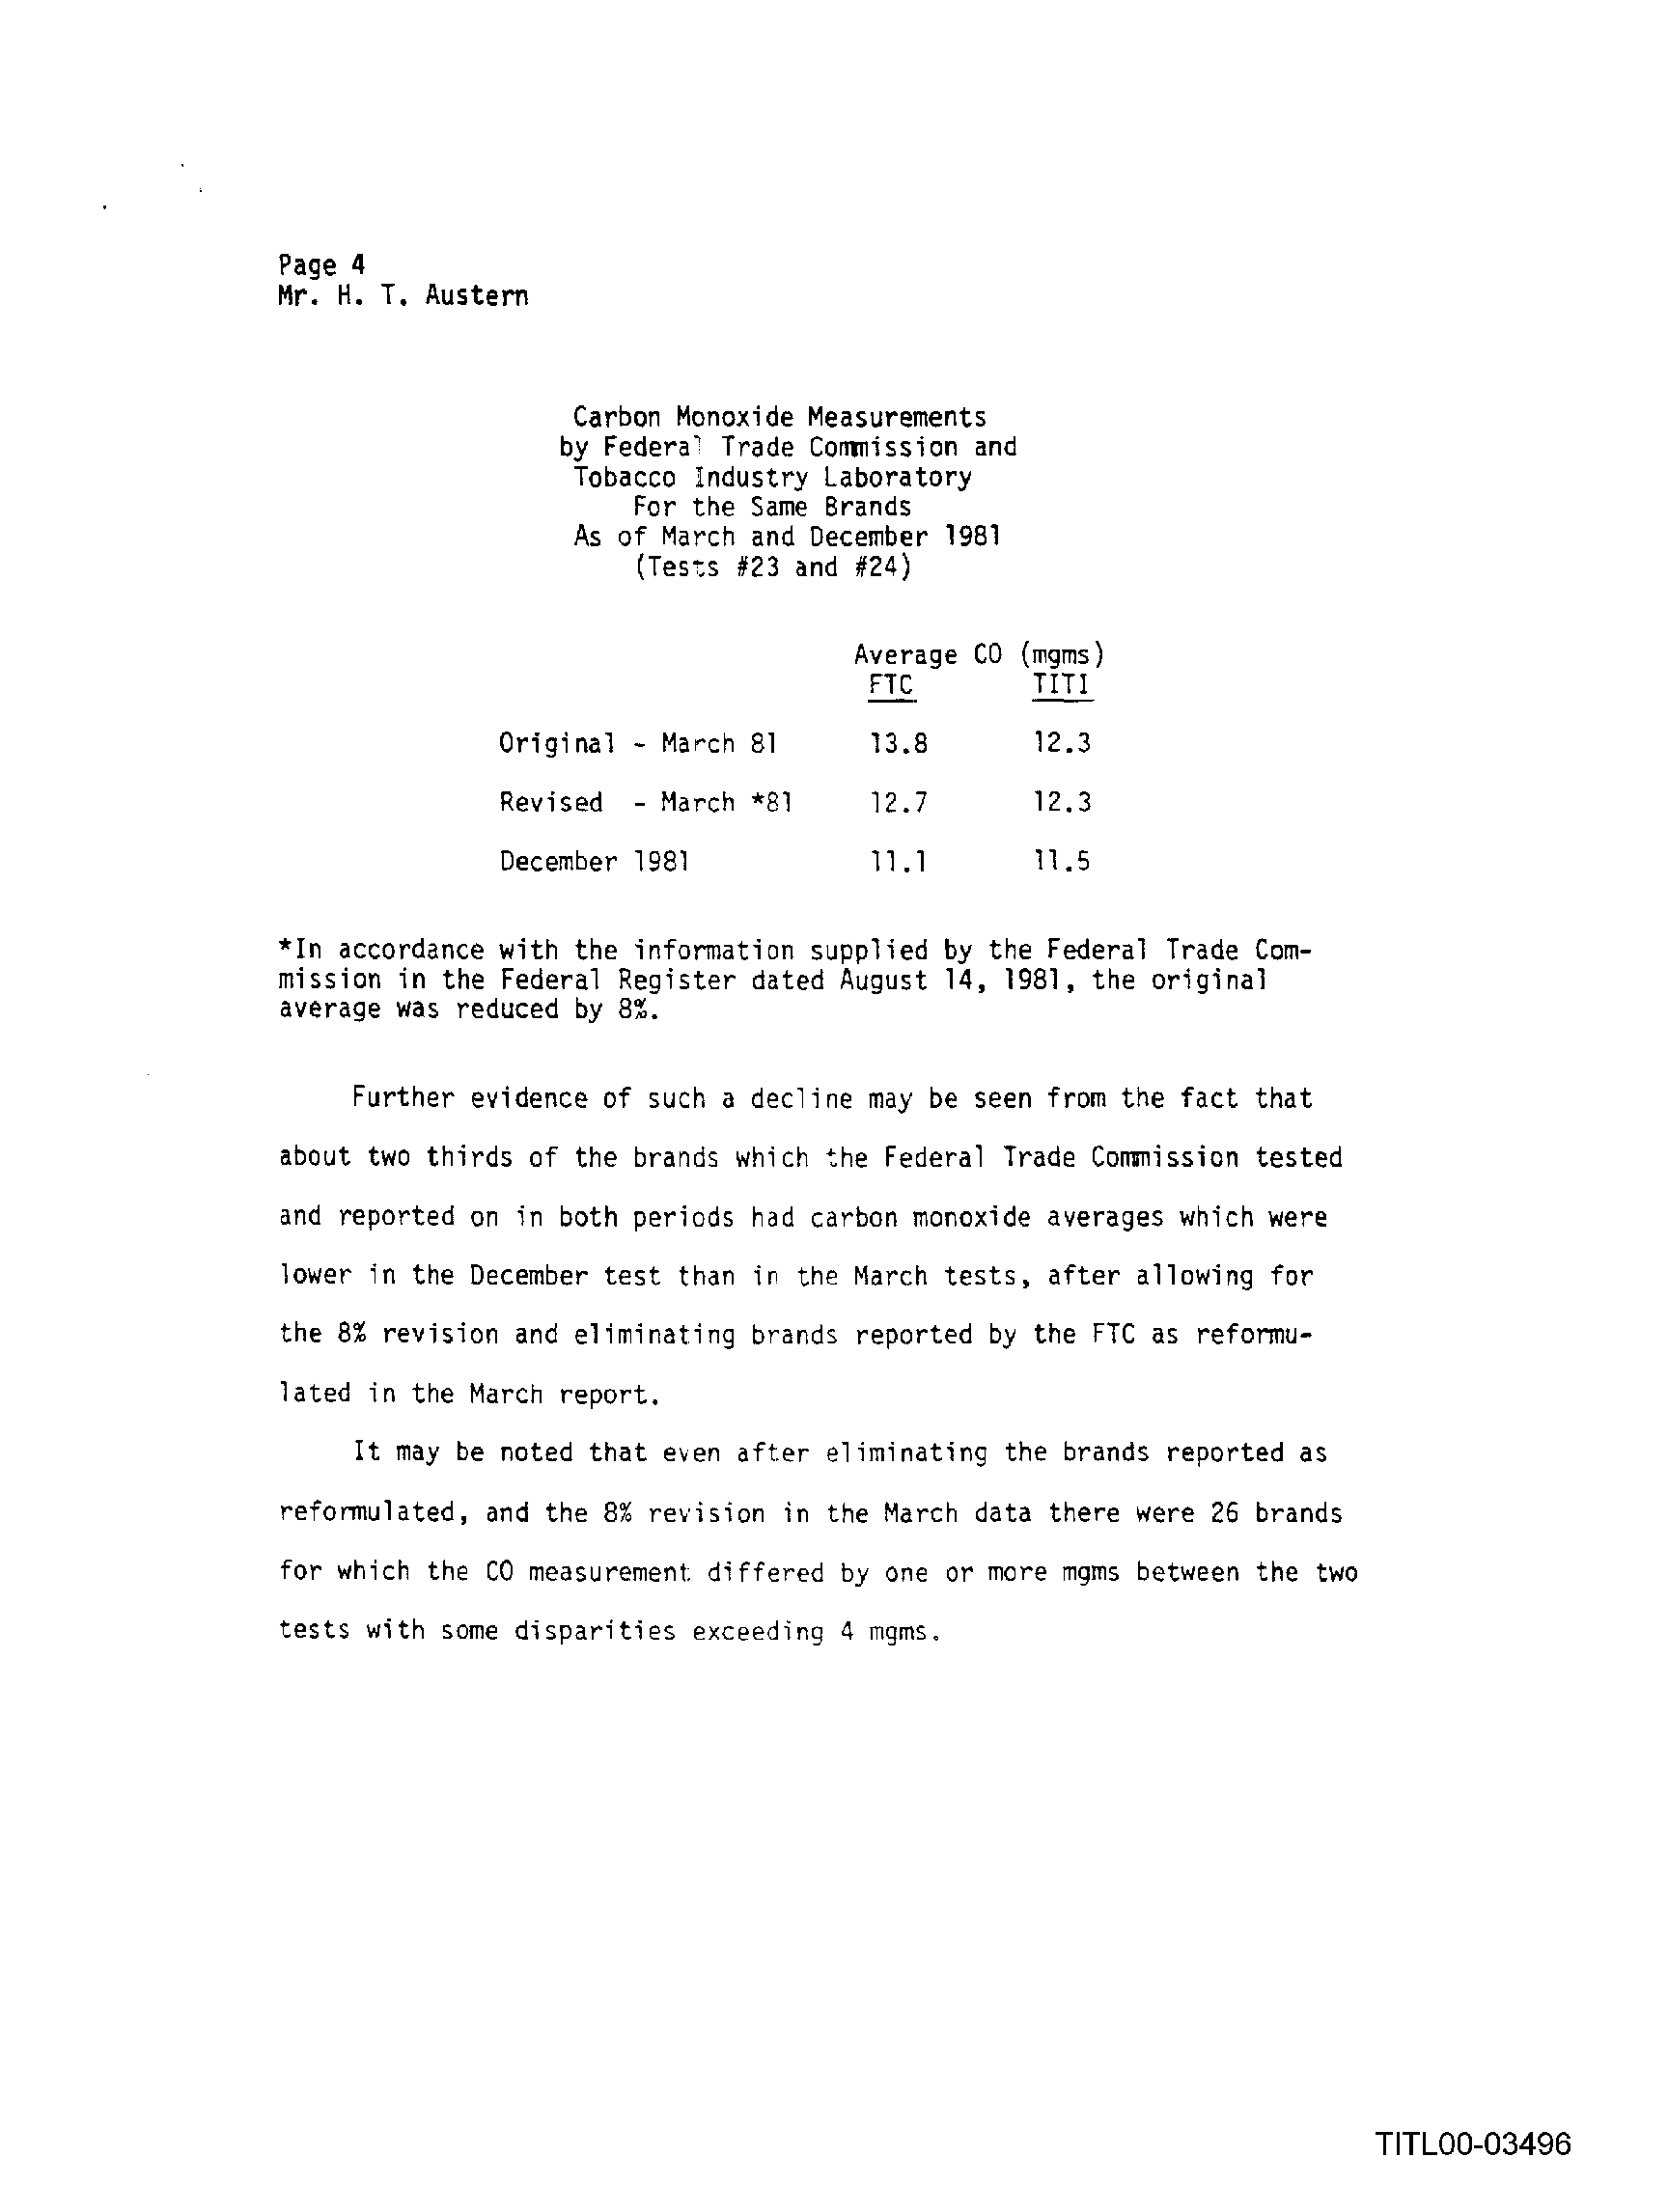 Page 4
Mr. H. T. Austern
Carbon Monoxide Measurements
by Federal Trade Commission and
Tobacco Industry Laboratory
For the Same Brands
As of March and December 1981
(Tests #23 and #24)
Average CO (mgms)
FTC TITI
Original - March 81 13.8 12.3
Revised - March *81 12.7 12.3
December 1981 11.1 11.5
*In accordance with the information supplied by the Federal Trade Com-
mission in the Federal Register dated August 14, 1981, the original
average was reduced by 8%.
Further evidence of such a decline may be seen from the fact that
about two thirds of the brands which the Federal Trade Commission tested
and reported on in both periods had carbon monoxide averages which were
lower in the December test than in the March tests, after allowing for
the 8% revision and eliminating brands reported by the FTC as reformu-
lated in the March report.
It may be noted that even after eliminating the brands reported as
reformulated, and the 8% revision in the March data there were 26 brands
for which the CO measurement differed by one or more mgms between the two
tests with some disparities exceeding 4 mgms.
TITL00-03496